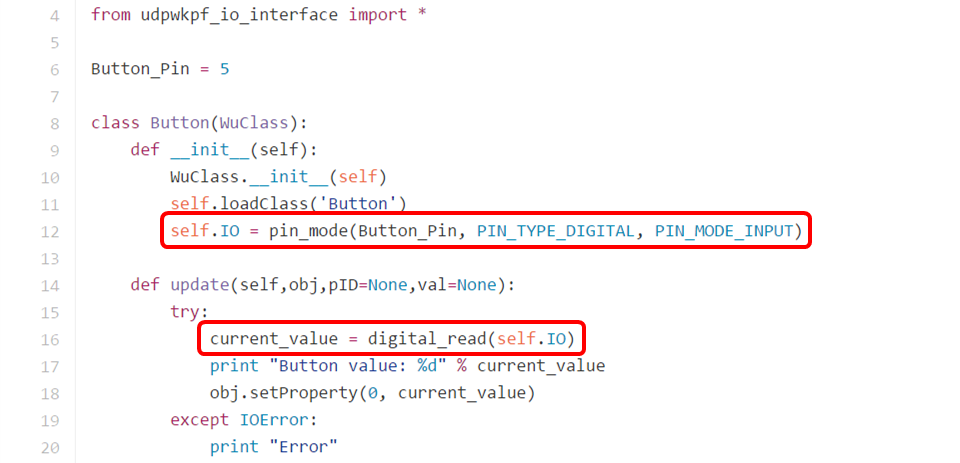 4 from udpwkpf_io_interface import *
5
6 Button_Pin = 5
7
8 class Button(WuClass):
9     def __init__(self):
10         WuClass.__init__(self)
11         self.loadClass('Button')
12         self.IO = pin_mode(Button_Pin, PIN_TYPE_DIGITAL, PIN_MODE_INPUT)
13
14     def update(self,obj,pID=None,val=None):
15         try:
16             current_value = digital_read(self.IO)
17             print "Button value: %d" % current_value
18             obj.setProperty(0, current_value)
19         except IOError:
20             print "Error"